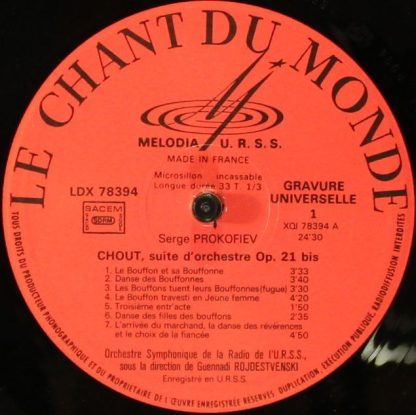 LE CHANT DU MONDE
MELODIA U. R. S. S.
MADE IN FRANCE
Microsillon incassable
Longue durée 33 T. 1/3
LDX 78394
SACEM
SDRM
GRAVURE
UNIVERSELLE
1
XQI 78394 A
24'30
Serge PROKOFIEV
CHOUT, suite d'orchestre Op. 21 bis
1. Le Bouffon et sa Bouffonne 3'33
2. Danse des Bouffonnes 3'40
3. Les Bouffons tuent leurs Bouffonnes(fugue) 3'30
4. Le Bouffon travesti en Jeune femme 4'20
5. Troisième entr'acte 1'50
6. Danse des filles des bouffons 2'35
7. L'arrivée du marchand, la danse des révérences
et le choix de la fiancée 4'50
Orchestre Symphonique de la Radio de l'U.R.S.S.,
sous la direction de Guennadi ROJDESTVENSKI
Enregistré en U.R.S.S.
TOUS DROITS DU PRODUCTEUR PHONOGRAPHIQUE ET DU PROPRIETAIRE DE L'ŒUVRE ENREGISTREE RESERVES. DUPLICATION, EXECUTION PUBLIQUE, RADIODIFFUSION INTERDITES